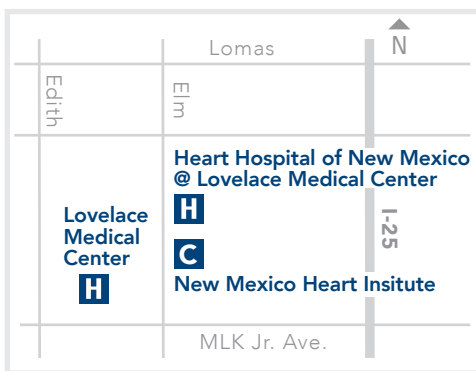 Lomas
N
Edith
Elm
Heart Hospital of New Mexico
@ Lovelace Medical Center
H
Lovelace
Medical
Center
H
I-25
C
New Mexico Heart Insitute
MLK Jr. Ave.